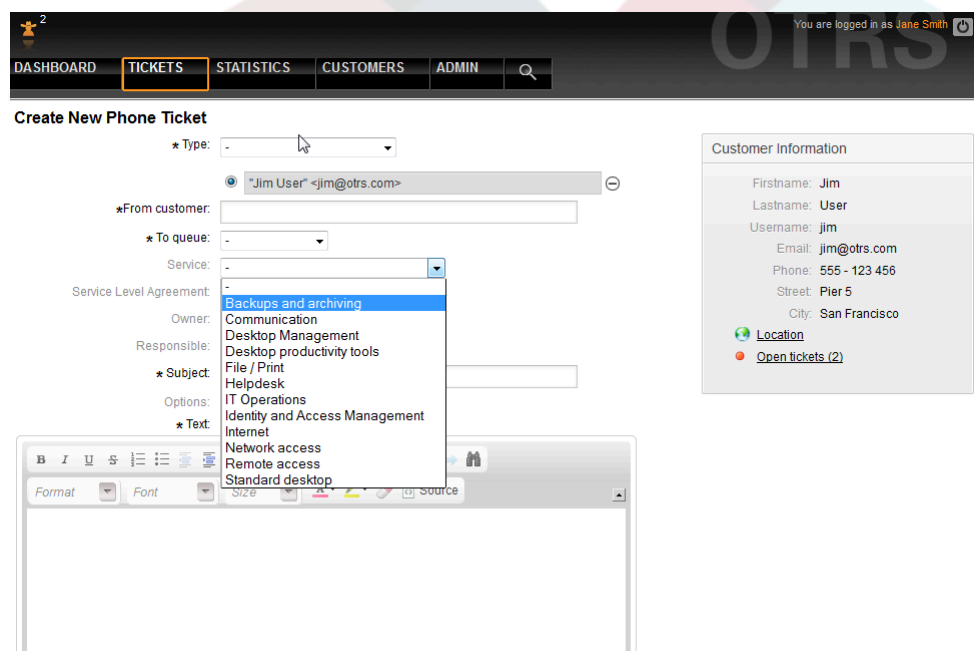 2
You are logged in as Jane Smith
OTRS
DASHBOARD TICKETS STATISTICS CUSTOMERS ADMIN
Create New Phone Ticket
★ Type: -
"Jim User" <jim@otrs.com>
★From customer:
★ To queue: -
Service: -
Service Level Agreement:
Owner:
Responsible:
★ Subject:
Options:
★ Text:
-
Backups and archiving
Communication
Desktop Management
Desktop productivity tools
File / Print
Helpdesk
IT Operations
Identity and Access Management
Internet
Network access
Remote access
Standard desktop
B I U S
Format Font Size A Source
Customer Information
Firstname: Jim
Lastname: User
Username: jim
Email: jim@otrs.com
Phone: 555 - 123 456
Street: Pier 5
City: San Francisco
Location
Open tickets (2)